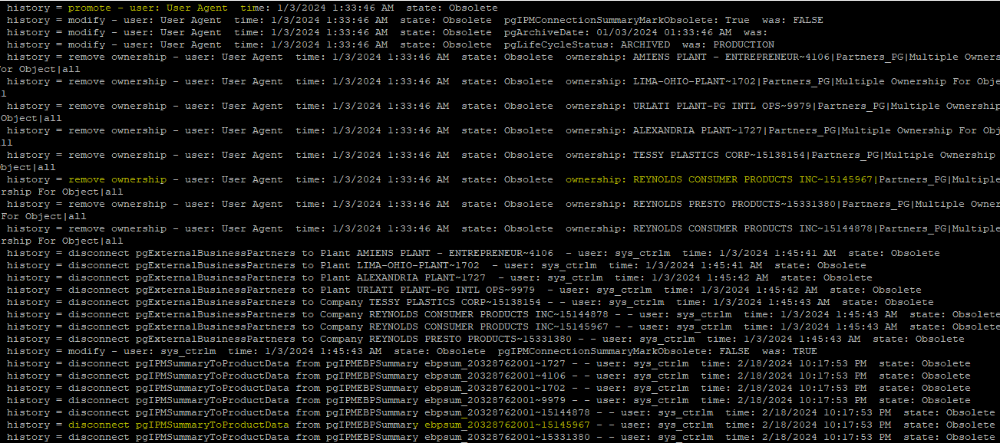 history = promote - user: User Agent  time: 1/3/2024 1:33:46 AM  state: Obsolete
history = modify - user: User Agent  time: 1/3/2024 1:33:46 AM  state: Obsolete  pgIPMConnectionSummaryMarkObsolete: True  was: FALSE
history = modify - user: User Agent  time: 1/3/2024 1:33:46 AM  state: Obsolete  pgArchiveDate: 01/03/2024 01:33:46 AM  was:
history = modify - user: User Agent  time: 1/3/2024 1:33:46 AM  state: Obsolete  pgLifeCycleStatus: ARCHIVED  was: PRODUCTION
history = remove ownership - user: User Agent  time: 1/3/2024 1:33:46 AM  state: Obsolete  ownership: AMIENS PLANT - ENTREPRENEUR~4106|Partners_PG|Multiple Owners
For Object|all
history = remove ownership - user: User Agent  time: 1/3/2024 1:33:46 AM  state: Obsolete  ownership: LIMA-OHIO-PLANT~1702|Partners_PG|Multiple Ownership For Obje
l
history = remove ownership - user: User Agent  time: 1/3/2024 1:33:46 AM  state: Obsolete  ownership: URLATI PLANT-PG INTL OPS~9979|Partners_PG|Multiple Ownership
Object|all
history = remove ownership - user: User Agent  time: 1/3/2024 1:33:46 AM  state: Obsolete  ownership: ALEXANDRIA PLANT~1727|Partners_PG|Multiple Ownership For Obj
ll
history = remove ownership - user: User Agent  time: 1/3/2024 1:33:46 AM  state: Obsolete  ownership: TESSY PLASTICS CORP~15138154|Partners_PG|Multiple Ownership
bject|all
history = remove ownership - user: User Agent  time: 1/3/2024 1:33:46 AM  state: Obsolete  ownership: REYNOLDS CONSUMER PRODUCTS INC~15145967|Partners_PG|Multiple
rship For Object|all
history = remove ownership - user: User Agent  time: 1/3/2024 1:33:46 AM  state: Obsolete  ownership: REYNOLDS PRESTO PRODUCTS~15331380|Partners_PG|Multiple Owner
For Object|all
history = remove ownership - user: User Agent  time: 1/3/2024 1:33:46 AM  state: Obsolete  ownership: REYNOLDS CONSUMER PRODUCTS INC~15144878|Partners_PG|Multiple
ership For Object|all
history = disconnect pgExternalBusinessPartners to Plant AMIENS PLANT - ENTREPRENEUR~4106  - user: sys_ctrlm  time: 1/3/2024 1:45:41 AM  state: Obsolete
history = disconnect pgExternalBusinessPartners to Plant LIMA-OHIO-PLANT~1702  - user: sys_ctrlm  time: 1/3/2024 1:45:41 AM  state: Obsolete
history = disconnect pgExternalBusinessPartners to Plant ALEXANDRIA PLANT~1727  - user: sys_ctrlm  time: 1/3/2024 1:45:42 AM  state: Obsolete
history = disconnect pgExternalBusinessPartners to Plant URLATI PLANT-PG INTL OPS~9979  - user: sys_ctrlm  time: 1/3/2024 1:45:42 AM  state: Obsolete
history = disconnect pgExternalBusinessPartners to Company TESSY PLASTICS CORP~15138154 - - user: sys_ctrlm  time: 1/3/2024 1:45:43 AM  state: Obsolete
history = disconnect pgExternalBusinessPartners to Company REYNOLDS CONSUMER PRODUCTS INC~15144878 - - user: sys_ctrlm  time: 1/3/2024 1:45:43 AM  state: Obsolete
history = disconnect pgExternalBusinessPartners to Company REYNOLDS CONSUMER PRODUCTS INC~15145967 - - user: sys_ctrlm  time: 1/3/2024 1:45:43 AM  state: Obsolete
history = disconnect pgExternalBusinessPartners to Company REYNOLDS PRESTO PRODUCTS~15331380 - - user: sys_ctrlm  time: 1/3/2024 1:45:43 AM  state: Obsolete
history = modify - user: sys_ctrlm  time: 1/3/2024 1:45:43 AM  state: Obsolete  pgIPMConnectionSummaryMarkObsolete: FALSE  was: TRUE
history = disconnect pgIPMSummaryToProductData from pgIPMEBPSummary ebpsum_20328762001~1727 - - user: sys_ctrlm  time: 2/18/2024 10:17:53 PM  state: Obsolete
history = disconnect pgIPMSummaryToProductData from pgIPMEBPSummary ebpsum_20328762001~4106 - - user: sys_ctrlm  time: 2/18/2024 10:17:53 PM  state: Obsolete
history = disconnect pgIPMSummaryToProductData from pgIPMEBPSummary ebpsum_20328762001~1702 - - user: sys_ctrlm  time: 2/18/2024 10:17:53 PM  state: Obsolete
history = disconnect pgIPMSummaryToProductData from pgIPMEBPSummary ebpsum_20328762001~9979 - - user: sys_ctrlm  time: 2/18/2024 10:17:53 PM  state: Obsolete
history = disconnect pgIPMSummaryToProductData from pgIPMEBPSummary ebpsum_20328762001~15144878 - - user: sys_ctrlm  time: 2/18/2024 10:17:53 PM  state: Obsolete
history = disconnect pgIPMSummaryToProductData from pgIPMEBPSummary ebpsum_20328762001~15145967 - - user: sys_ctrlm  time: 2/18/2024 10:17:53 PM  state: Obsolete
history = disconnect pgIPMSummaryToProductData from pgIPMEBPSummary ebpsum_20328762001~15331380 - - user: sys_ctrlm  time: 2/18/2024 10:17:53 PM  state: Obsolete